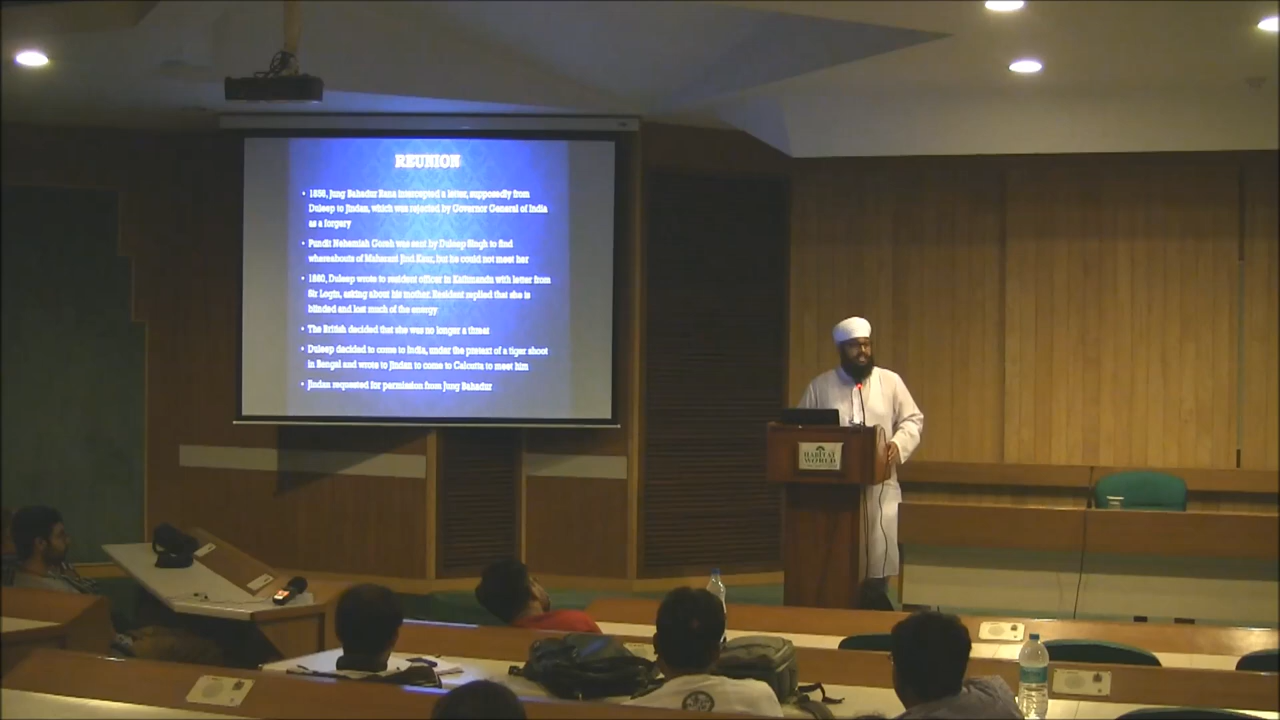 REUNION
• 1856, Jung Bahadur Rana intercepted a letter, supposedly from
Duleep to Jindan, which was rejected by Governor General of India
as a forgery
• Pundit Nehemiah Goreh was sent by Duleep Singh to find
whereabouts of Maharani Jind Kaur, but he could not meet her
• 1860, Duleep wrote to resident officer in Kathmandu with letter from
Sir Login, asking about his mother. Resident replied that she is
blinded and lost much of the energy
• The British decided that she was no longer a threat
• Duleep decided to come to India, under the pretext of a tiger shoot
in Bengal and wrote to Jindan to come to Calcutta to meet him
• Jindan requested for permission from Jung Bahadur
HABITAT
WORLD